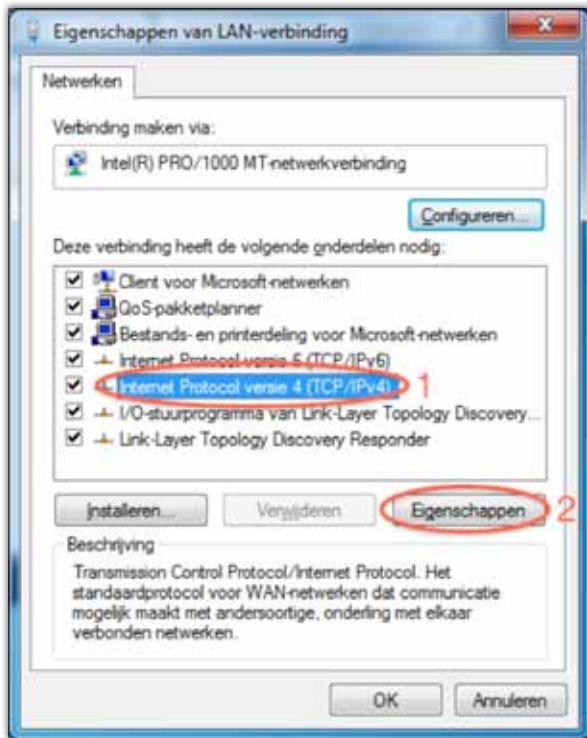 Eigenschappen van LAN-verbinding
Netwerken
Verbinding maken via:
Intel(R) PRO/1000 MT-netwerkverbinding
Configureren...
Deze verbinding heeft de volgende onderdelen nodig:
Client voor Microsoft-netwerken
QoS-pakketplanner
Bestands- en printerdeling voor Microsoft-netwerken
Internet Protocol versie 6 (TCP/IPv6)
Internet Protocol versie 4 (TCP/IPv4) 1
I/O-stuurprogramma van Link-Layer Topology Discovery...
Link-Layer Topology Discovery Responder
Installeren... Verwijderen Eigenschappen 2
Beschrijving
Transmission Control Protocol/Internet Protocol. Het
standaardprotocol voor WAN-netwerken dat communicatie
mogelijk maakt met andersoortige, onderling met elkaar
verbonden netwerken.
OK Annuleren